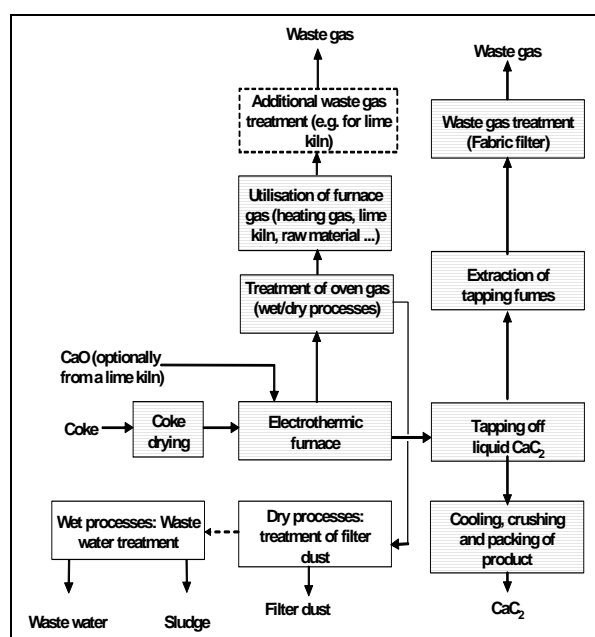 Waste gas
Waste gas
Additional waste gas
treatment (e.g. for lime
kiln)
Waste gas treatment
(Fabric filter)
Utilisation of furnace
gas (heating gas, lime
kiln, raw material ...)
Treatment of oven gas
(wet/dry processes)
Extraction of
tapping fumes
CaO (optionally
from a lime kiln)
Coke
Coke
drying
Electrothermic
furnace
Tapping off
liquid CaC₂
Wet processes: Waste
water treatment
Dry processes:
treatment of filter
dust
Cooling, crushing
and packing of
product
Waste water
Sludge
Filter dust
CaC₂